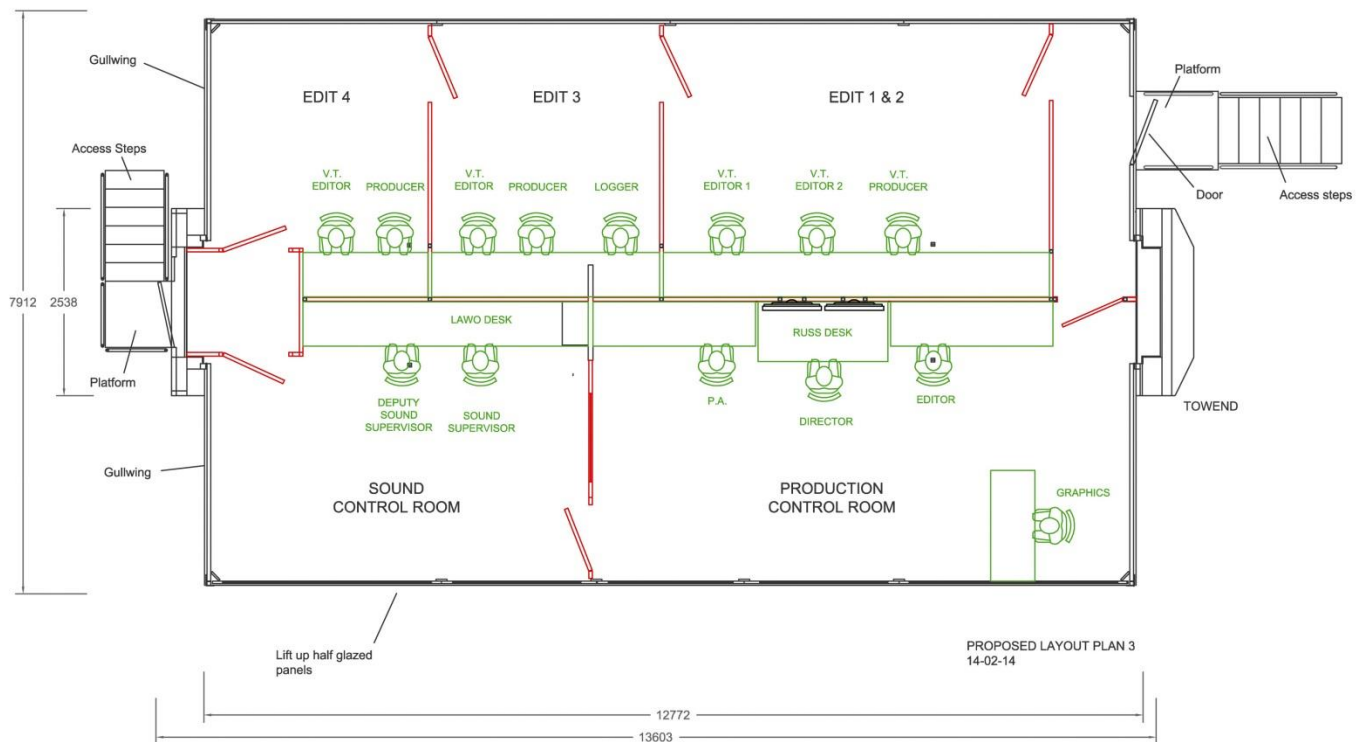 Gullwing
EDIT 4
EDIT 3
EDIT 1 & 2
Platform
Access Steps
Door
Access steps
V.T.
EDITOR
PRODUCER
V.T.
EDITOR
PRODUCER
LOGGER
V.T.
EDITOR 1
V.T.
EDITOR 2
V.T.
PRODUCER
7912
2538
LAWO DESK
RUSS DESK
Platform
DEPUTY
SOUND
SUPERVISOR
SOUND
SUPERVISOR
P.A.
DIRECTOR
EDITOR
TOWEND
Gullwing
SOUND
CONTROL ROOM
PRODUCTION
CONTROL ROOM
GRAPHICS
Lift up half glazed
panels
PROPOSED LAYOUT PLAN 3
14-02-14
12772
13603